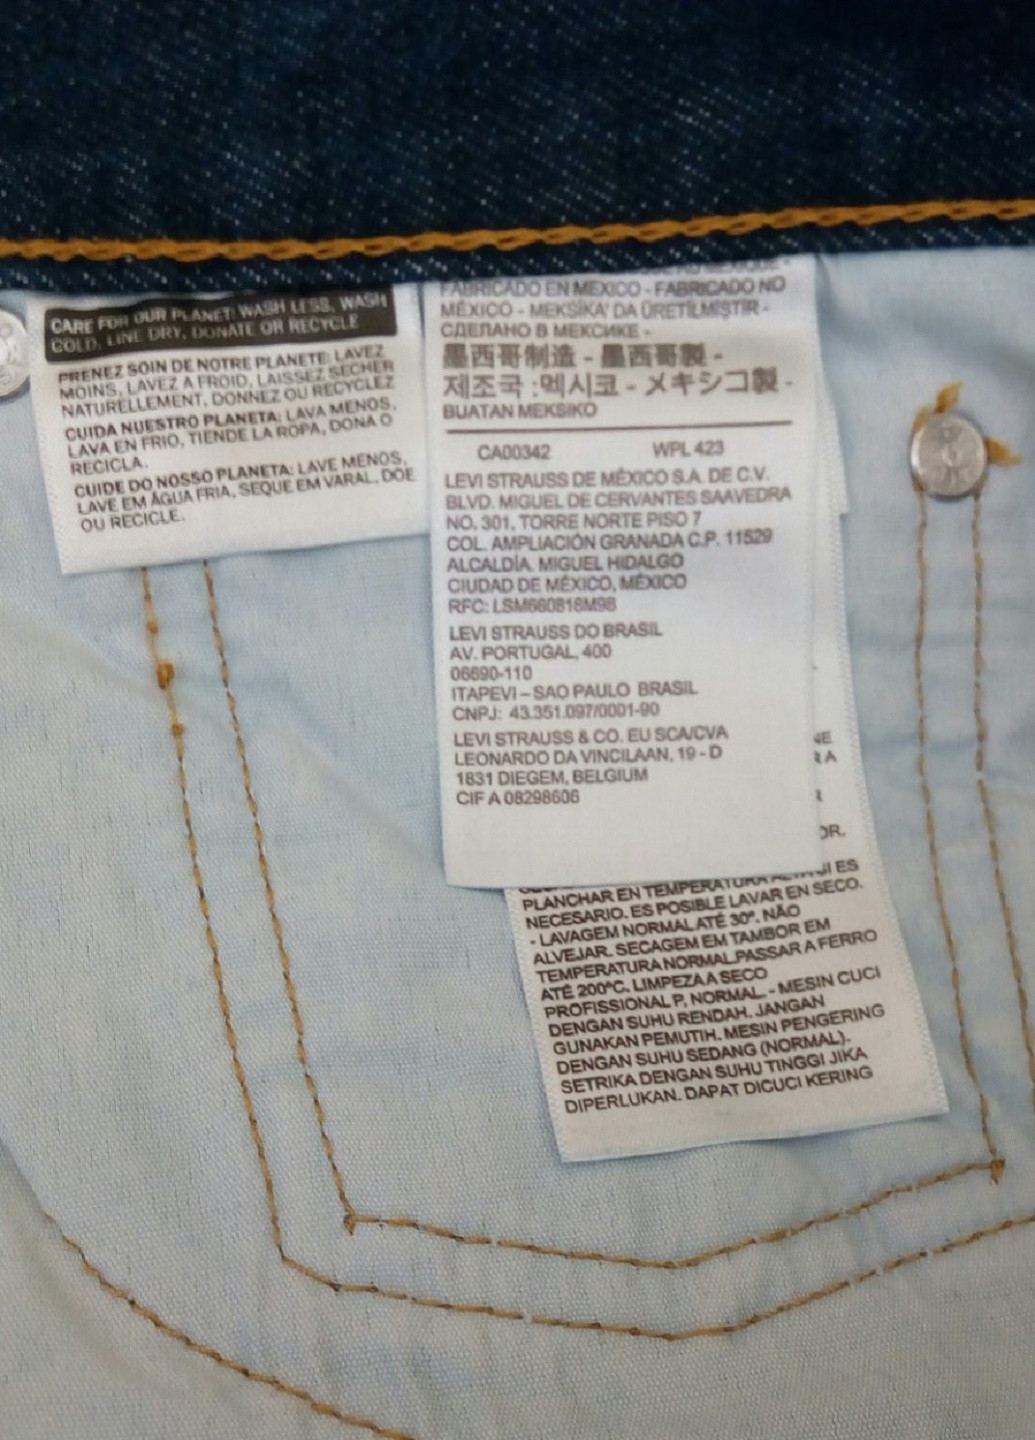 CARE FOR OUR PLANET: WASH LESS, WASH
COLD, LINE DRY, DONATE OR RECYCLE
PRENEZ SOIN DE NOTRE PLANETE: LAVEZ
MOINS, LAVEZ A FROID, LAISSEZ SECHER
NATURELLEMENT, DONNEZ OU RECYCLEZ
CUIDA NUESTRO PLANETA: LAVA MENOS,
LAVA EN FRIO, TIENDE LA ROPA, DONA O
RECICLA.
CUIDE DO NOSSO PLANETA: LAVE MENOS,
LAVE EM ÁGUA FRIA, SEQUE EM VARAL, DOE
OU RECICLE.
FABRICADO EN MEXICO - FABRICADO NO
MÉXICO - MEKSİKA' DA ÜRETİLMİŞTİR -
СДЕЛАНО В МЕКСИКЕ -
墨西哥制造 - 墨西哥製 -
제조국 :멕시코 - メキシコ製 -
BUATAN MEKSIKO
CA00342 WPL 423
LEVI STRAUSS DE MÉXICO S.A. DE C.V.
BLVD. MIGUEL DE CERVANTES SAAVEDRA
NO. 301, TORRE NORTE PISO 7
COL. AMPLIACIÓN GRANADA C.P. 11529
ALCALDÍA. MIGUEL HIDALGO
CIUDAD DE MÉXICO, MÉXICO
RFC: LSM660818M98
LEVI STRAUSS DO BRASIL
AV. PORTUGAL, 400
06690-110
ITAPEVI – SAO PAULO BRASIL
CNPJ: 43.351.097/0001-90
LEVI STRAUSS & CO. EU SCA/CVA
LEONARDO DA VINCILAAN, 19 - D
1831 DIEGEM, BELGIUM
CIF A 08298606
PLANCHAR EN TEMPERATURA ALTA SI ES
NECESARIO. ES POSIBLE LAVAR EN SECO.
- LAVAGEM NORMAL ATÉ 30°. NÃO
ALVEJAR. SECAGEM EM TAMBOR EM
TEMPERATURA NORMAL.PASSAR A FERRO
ATÉ 200°C. LIMPEZA A SECO
PROFISSIONAL P, NORMAL. - MESIN CUCI
DENGAN SUHU RENDAH. JANGAN
GUNAKAN PEMUTIH. MESIN PENGERING
DENGAN SUHU SEDANG (NORMAL).
SETRIKA DENGAN SUHU TINGGI JIKA
DIPERLUKAN. DAPAT DICUCI KERING